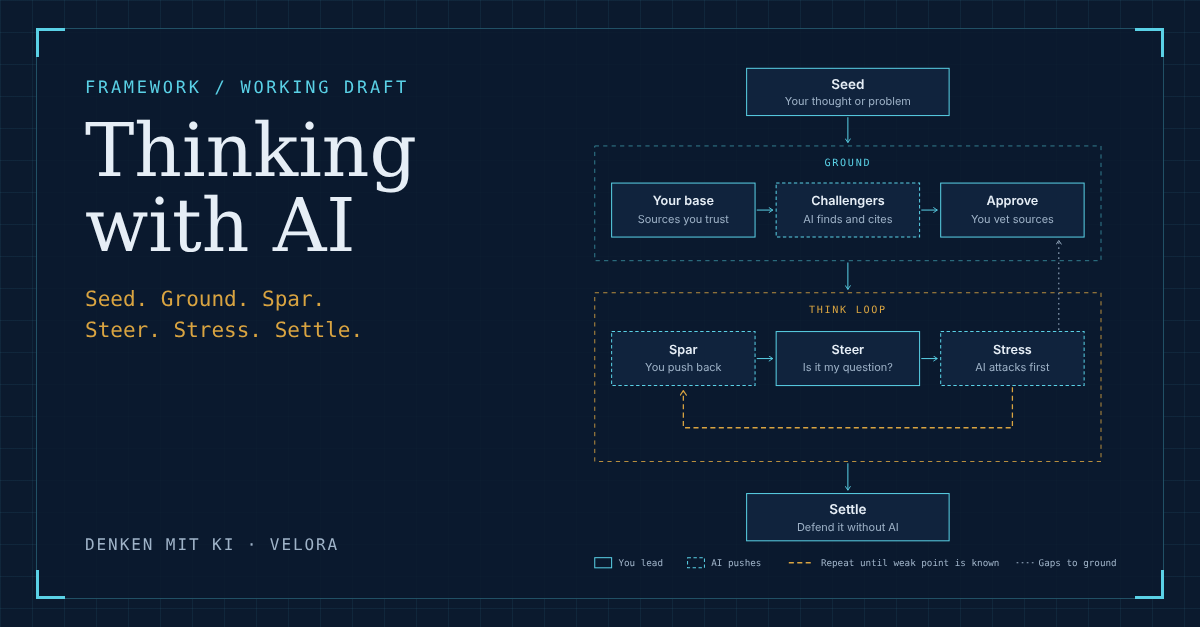 FRAMEWORK / WORKING DRAFT
Thinking
with AI
Seed. Ground. Spar.
Steer. Stress. Settle.
DENKEN MIT KI · VELORA
Seed
Your thought or problem
GROUND
Your base
Sources you trust
Challengers
AI finds and cites
Approve
You vet sources
THINK LOOP
Spar
You push back
Steer
Is it my question?
Stress
AI attacks first
Settle
Defend it without AI
You lead
AI pushes
Repeat until weak point is known
Gaps to ground